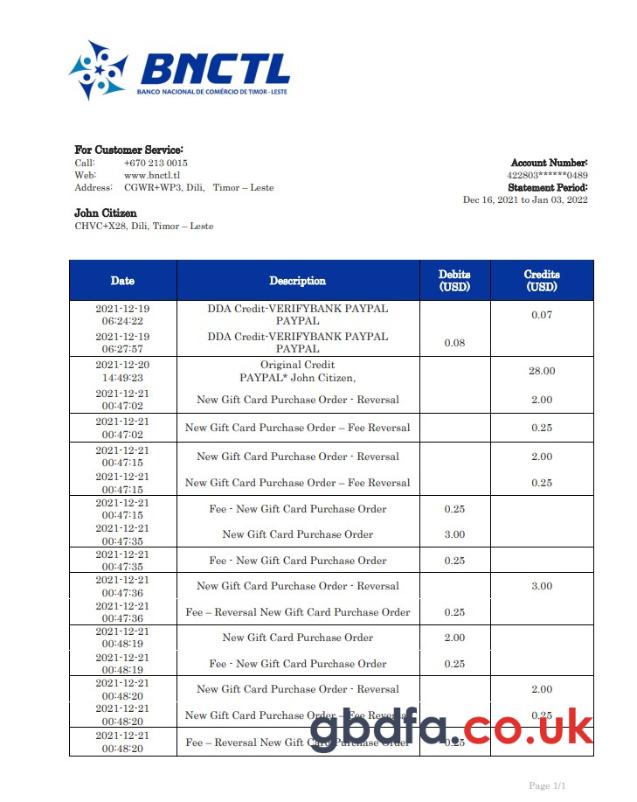 BNCTL
BANCO NACIONAL DE COMÉRCIO DE TIMOR - LESTE
For Customer Service:
Call: +670 213 0015
Web: www.bnctl.tl
Address: CGWR+WP3, Dili, Timor – Leste
Account Number:
422803******0489
Statement Period:
Dec 16, 2021 to Jan 03, 2022
John Citizen
CHVC+X28, Dili, Timor – Leste
Date Description Debits (USD) Credits (USD)
2021-12-19 06:24:22 DDA Credit-VERIFYBANK PAYPAL PAYPAL 0.07
2021-12-19 06:27:57 DDA Credit-VERIFYBANK PAYPAL PAYPAL 0.08
2021-12-20 14:49:23 Original Credit PAYPAL* John Citizen, 28.00
2021-12-21 00:47:02 New Gift Card Purchase Order - Reversal 2.00
2021-12-21 00:47:02 New Gift Card Purchase Order – Fee Reversal 0.25
2021-12-21 00:47:15 New Gift Card Purchase Order - Reversal 2.00
2021-12-21 00:47:15 New Gift Card Purchase Order – Fee Reversal 0.25
2021-12-21 00:47:15 Fee - New Gift Card Purchase Order 0.25
2021-12-21 00:47:35 New Gift Card Purchase Order 3.00
2021-12-21 00:47:35 Fee - New Gift Card Purchase Order 0.25
2021-12-21 00:47:36 New Gift Card Purchase Order - Reversal 3.00
2021-12-21 00:47:36 Fee – Reversal New Gift Card Purchase Order 0.25
2021-12-21 00:48:19 New Gift Card Purchase Order 2.00
2021-12-21 00:48:19 Fee - New Gift Card Purchase Order 0.25
2021-12-21 00:48:20 New Gift Card Purchase Order - Reversal 2.00
2021-12-21 00:48:20 New Gift Card Purchase Order – Fee Reversal 0.25
2021-12-21 00:48:20 Fee – Reversal New Gift Card Purchase Order 0.25
gbdfa.co.uk
Page 1/1